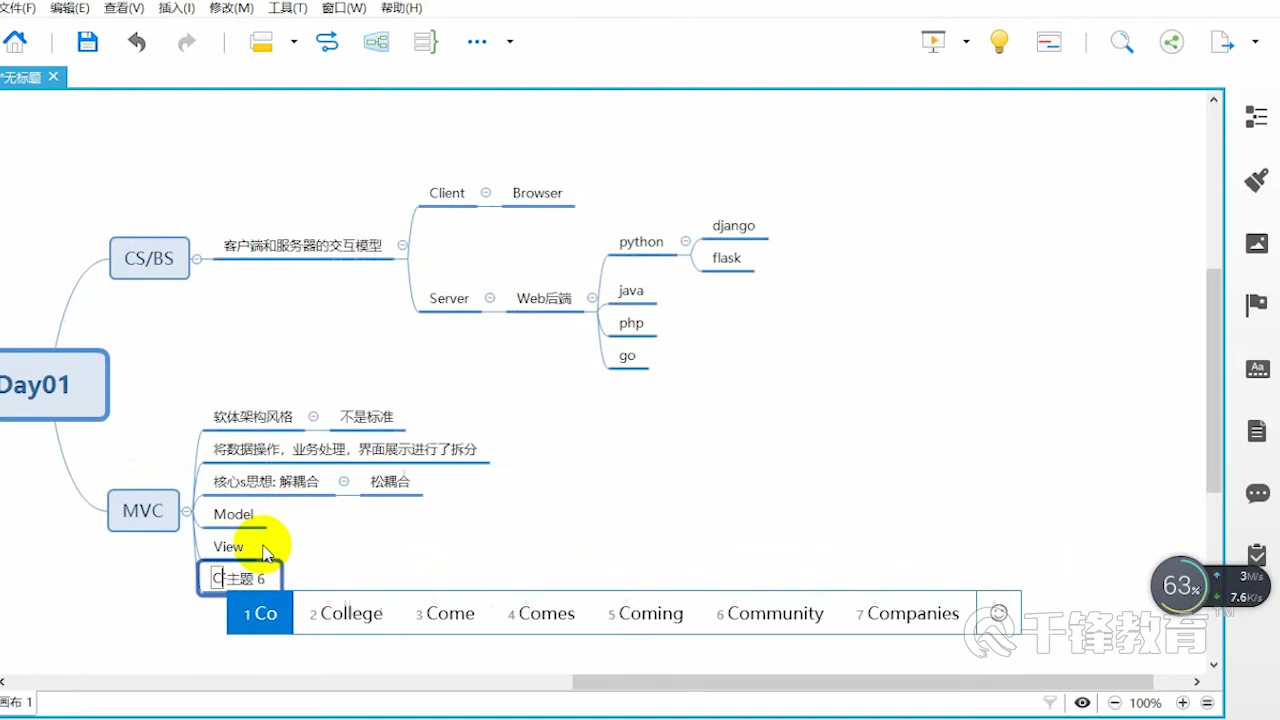 文件(F) 编辑(E) 查看(V) 插入(I) 修改(M) 工具(T) 窗口(W) 帮助(H)
*无标题
Client
Browser
django
python
客户端和服务器的交互模型
CS/BS
flask
java
Server
Web后端
php
go
Day01
软体架构风格
不是标准
将数据操作，业务处理，界面展示进行了拆分
核心s思想: 解耦合
松耦合
MVC
Model
View
主题 6
63%
3M/s
7.6K/s
1 Co 2 College 3 Come 4 Comes 5 Coming 6 Community 7 Companies
千锋教育 TM
画布 1
100%